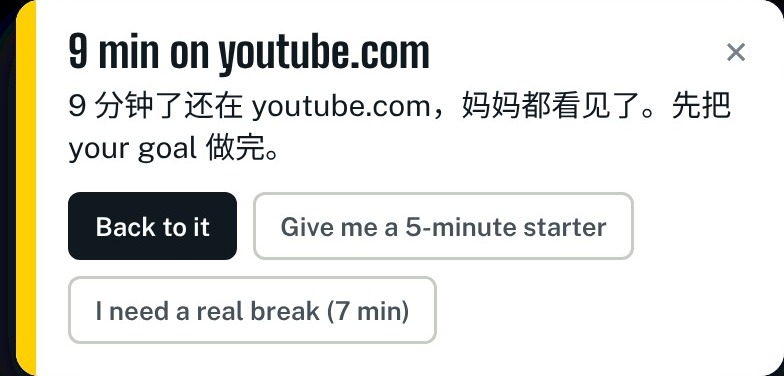 9 min on youtube.com
9 分钟了还在 youtube.com，妈妈都看见了。先把
your goal 做完。
Back to it
Give me a 5-minute starter
I need a real break (7 min)